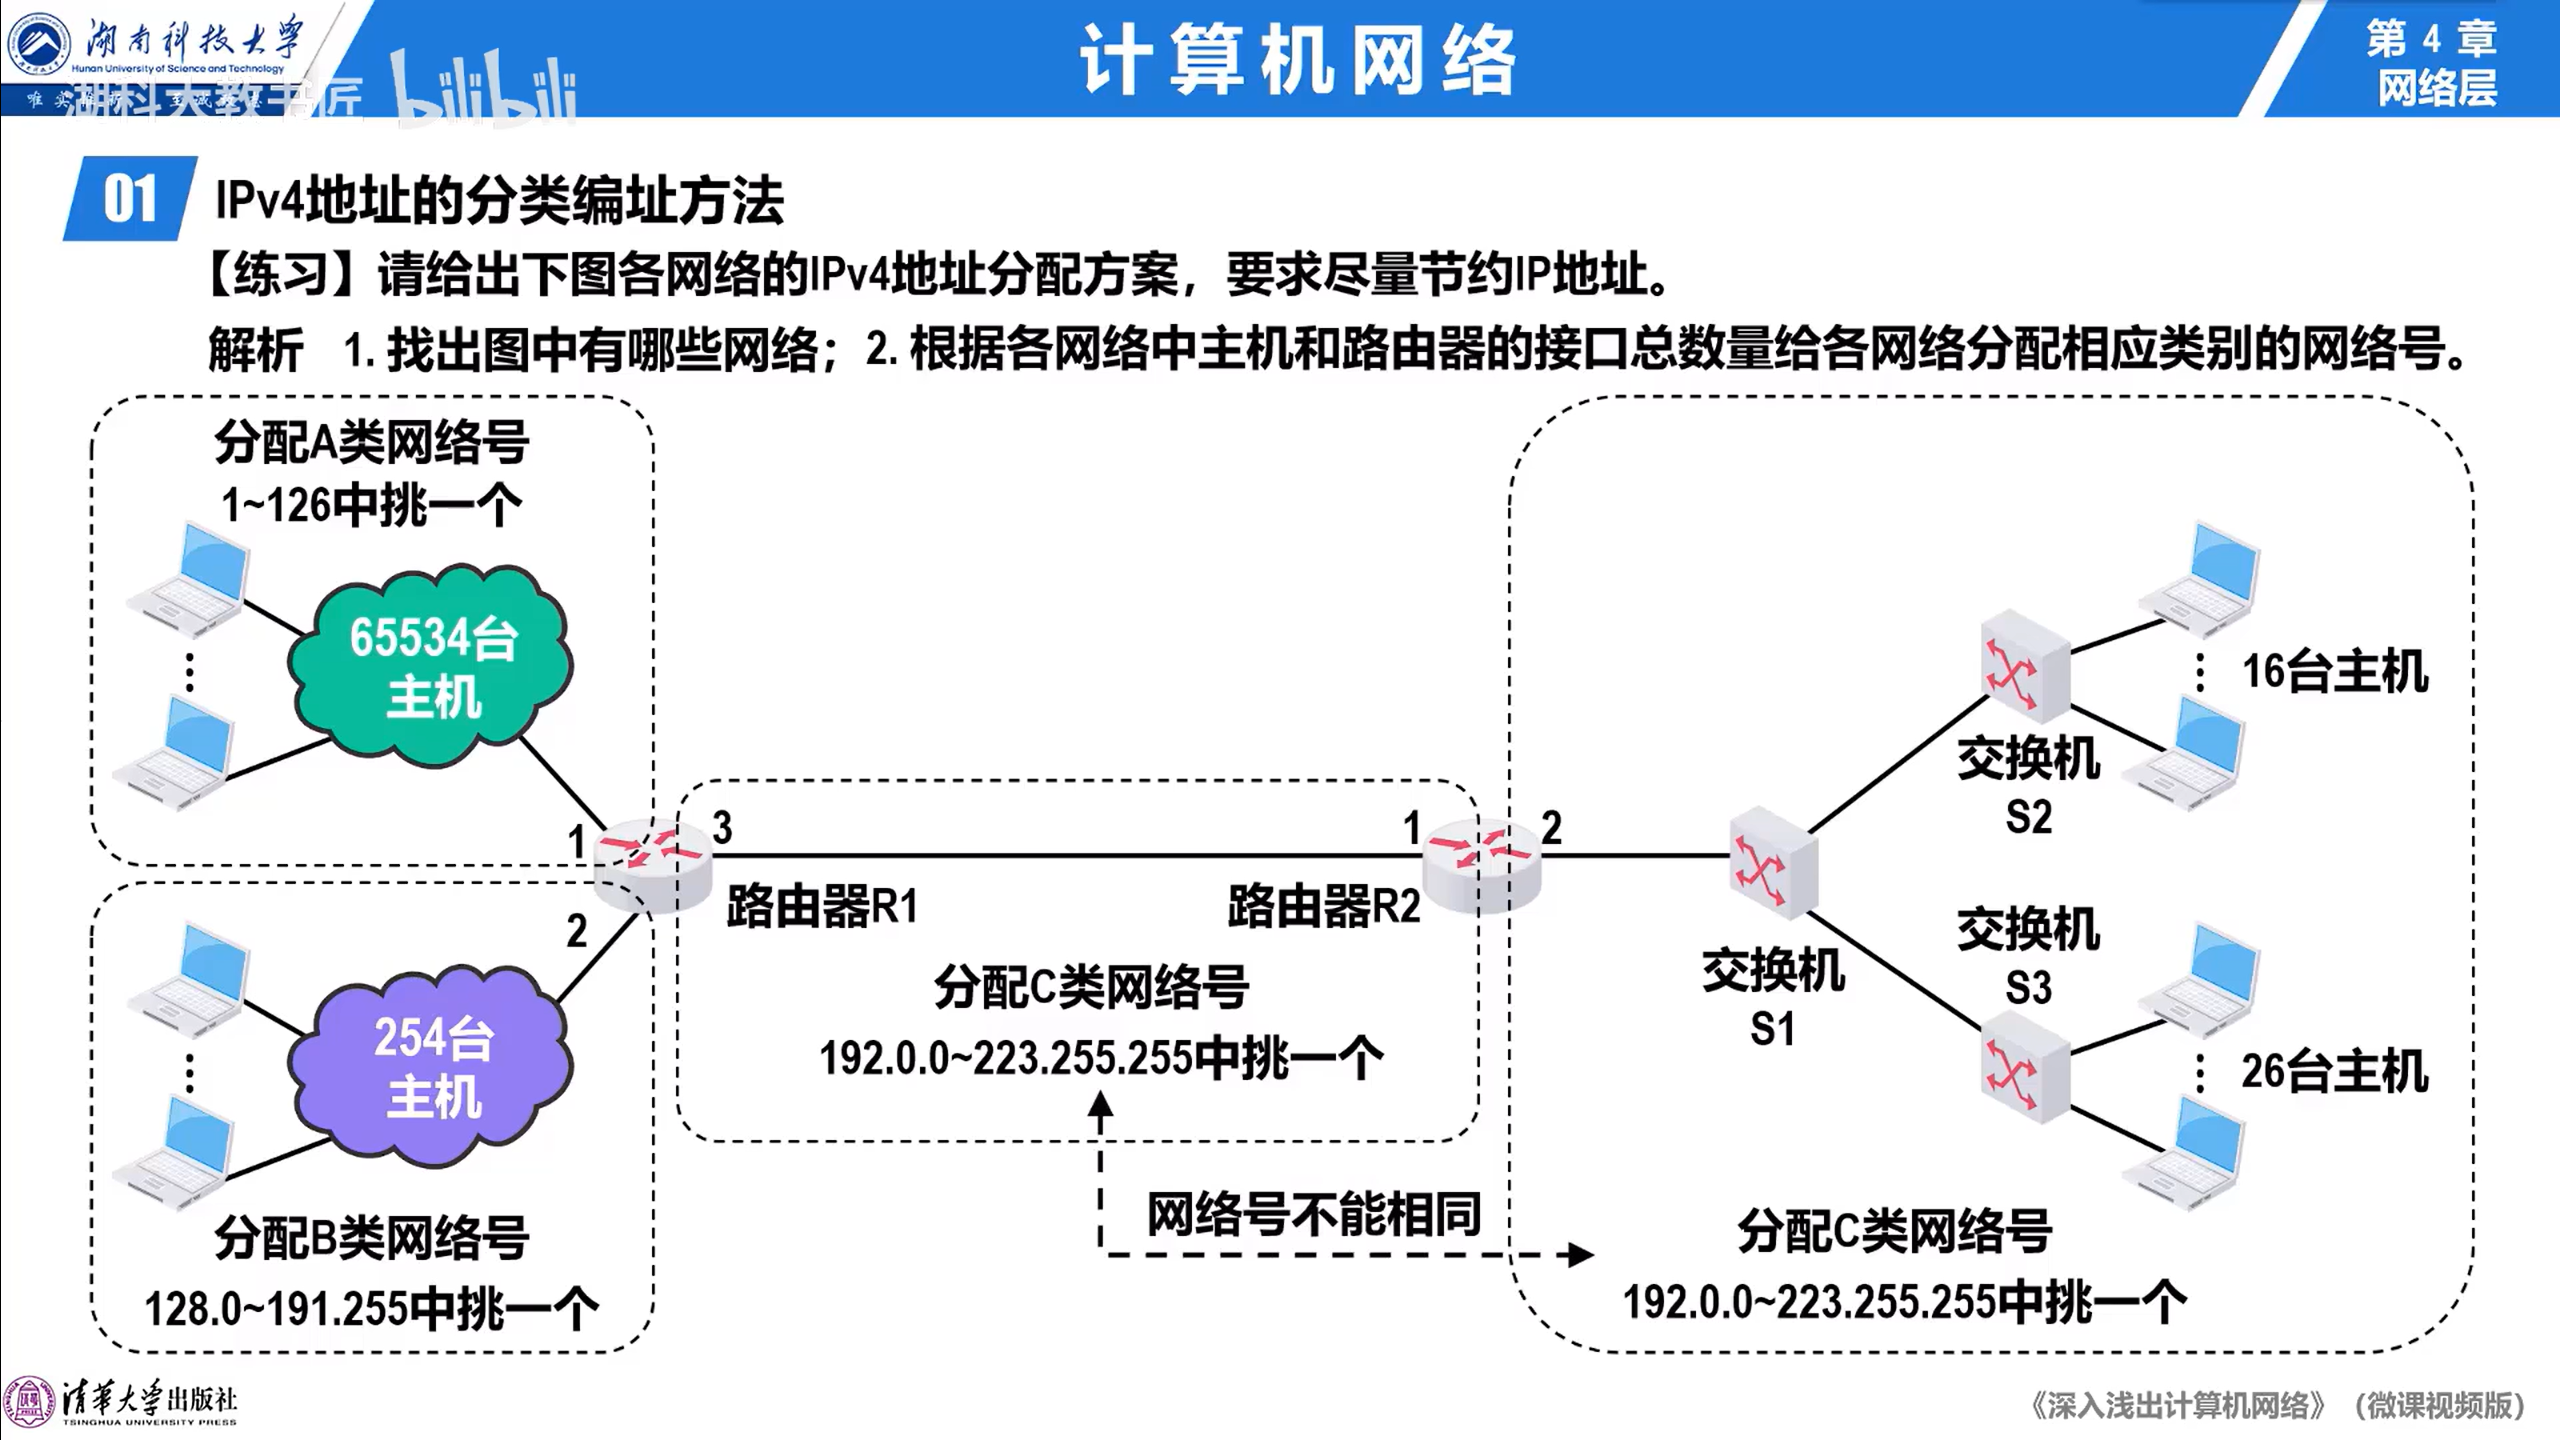 湖南科技大学
Hunan University of Science and Technology
湖科大教书匠
bilibili
计算机网络
第 4 章
网络层
01
IPv4地址的分类编址方法
【练习】请给出下图各网络的IPv4地址分配方案，要求尽量节约IP地址。
解析 1. 找出图中有哪些网络；2. 根据各网络中主机和路由器的接口总数量给各网络分配相应类别的网络号。
分配A类网络号
1~126中挑一个
65534台
主机
16台主机
交换机
S2
1
3
1
2
路由器R1
路由器R2
2
交换机
S3
分配C类网络号
192.0.0~223.255.255中挑一个
交换机
S1
254台
主机
26台主机
网络号不能相同
分配B类网络号
128.0~191.255中挑一个
分配C类网络号
192.0.0~223.255.255中挑一个
清华大学出版社
TSINGHUA UNIVERSITY PRESS
《深入浅出计算机网络》（微课视频版）